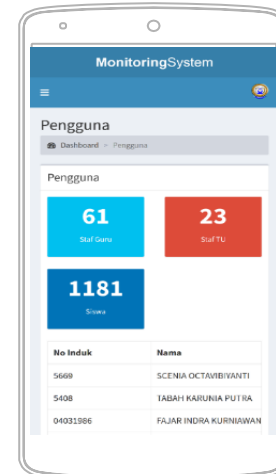 MonitoringSystem
Pengguna
Dashboard > Pengguna
Pengguna
61
Staf Guru
23
Staf TU
1181
Siswa
No Induk Nama
5669 SCENIA OCTAVIBIYANTI
5408 TABAH KARUNIA PUTRA
04031986 FAJAR INDRA KURNIAWAN